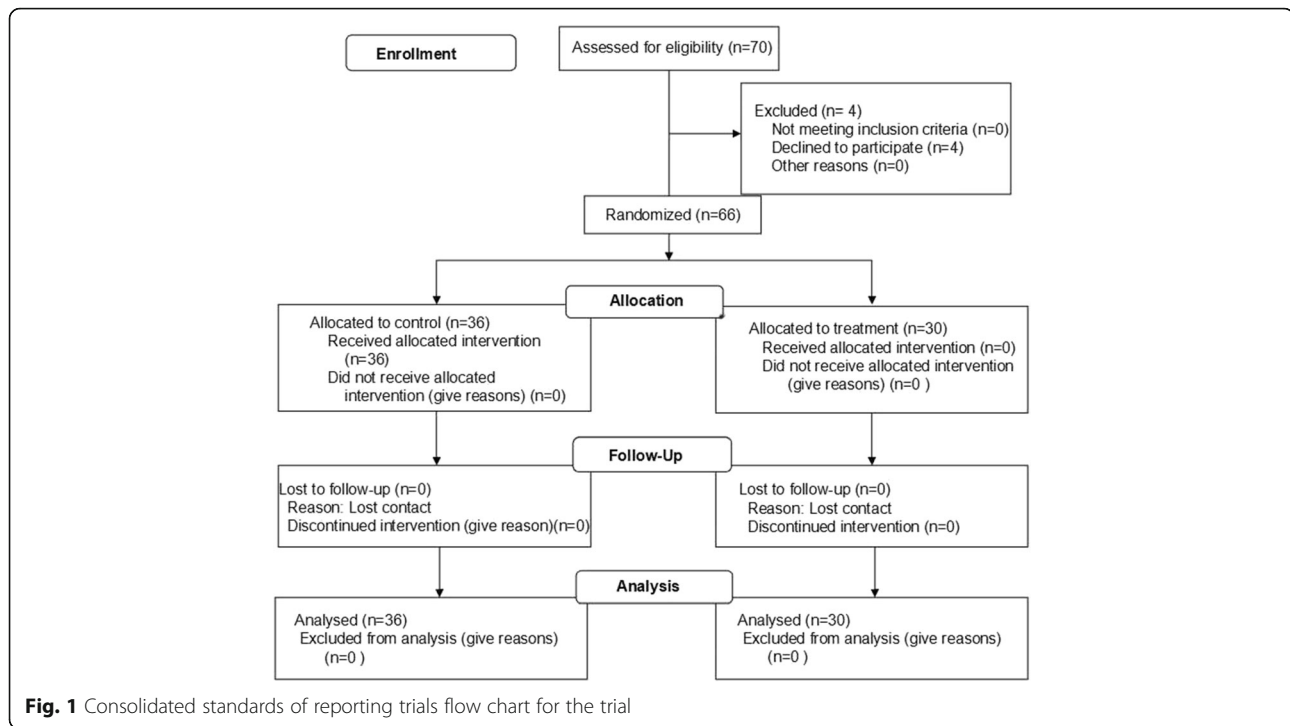 Enrollment
Assessed for eligibility (n=70)
Excluded (n= 4)
Not meeting inclusion criteria (n=0)
Declined to participate (n=4)
Other reasons (n=0)
Randomized (n=66)
Allocation
Allocated to control (n=36)
Received allocated intervention
(n=36)
Did not receive allocated
intervention (give reasons) (n=0)
Allocated to treatment (n=30)
Received allocated intervention (n=0)
Did not receive allocated intervention
(give reasons) (n=0 )
Follow-Up
Lost to follow-up (n=0)
Reason: Lost contact
Discontinued intervention (give reason)(n=0)
Lost to follow-up (n=0)
Reason: Lost contact
Discontinued intervention (n=0)
Analysis
Analysed (n=36)
Excluded from analysis (give reasons)
(n=0 )
Analysed (n=30)
Excluded from analysis (give reasons)
(n=0 )
Fig. 1 Consolidated standards of reporting trials flow chart for the trial